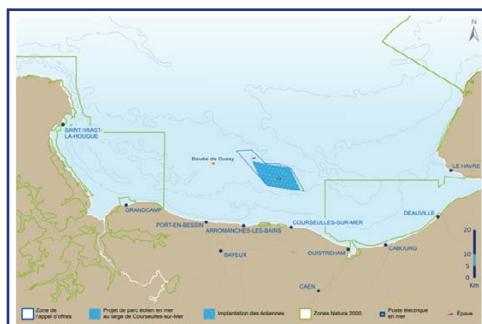 N
SAINT-VAAST-
LA-HOUGUE
Bouée de Cussy
LE HAVRE
GRANDCAMP
PORT-EN-BESSIN
ARROMANCHES-LES-BAINS
COURSEULLES-SUR-MER
DEAUVILLE
BAYEUX
OUISTREHAM
CABOURG
CAEN
20
10
5
0
Km
Zone de
l'appel d'offres
Projet de parc éolien en mer
au large de Courseulles-sur-Mer
Implantation des éoliennes
Zones Natura 2000
Poste électrique
en mer
Épave